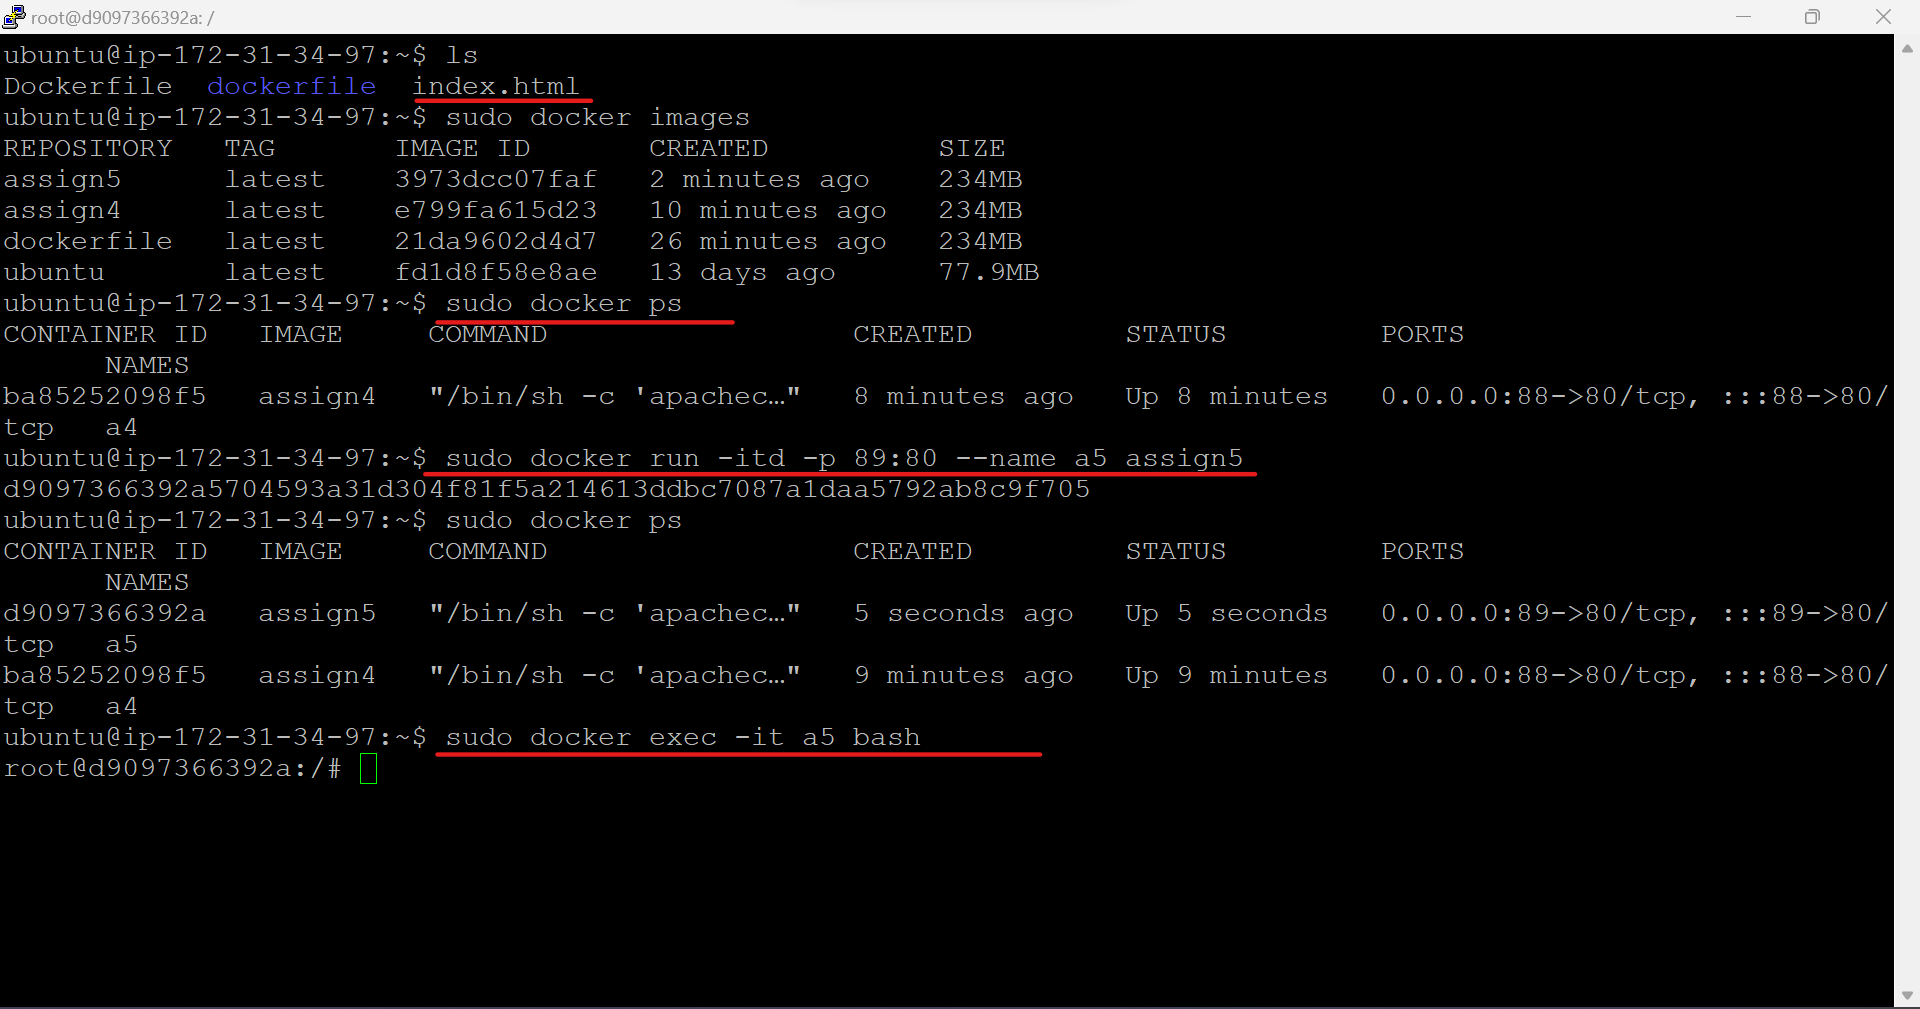 root@d9097366392a: /
ubuntu@ip-172-31-34-97:~$ ls
Dockerfile  dockerfile  index.html
ubuntu@ip-172-31-34-97:~$ sudo docker images
REPOSITORY   TAG       IMAGE ID       CREATED          SIZE
assign5      latest    3973dcc07faf   2 minutes ago    234MB
assign4      latest    e799fa615d23   10 minutes ago   234MB
dockerfile   latest    21da9602d4d7   26 minutes ago   234MB
ubuntu       latest    fd1d8f58e8ae   13 days ago      77.9MB
ubuntu@ip-172-31-34-97:~$ sudo docker ps
CONTAINER ID   IMAGE     COMMAND                  CREATED         STATUS         PORTS
      NAMES
ba85252098f5   assign4   "/bin/sh -c 'apachec…"   8 minutes ago   Up 8 minutes   0.0.0.0:88->80/tcp, :::88->80/
tcp   a4
ubuntu@ip-172-31-34-97:~$ sudo docker run -itd -p 89:80 --name a5 assign5
d9097366392a5704593a31d304f81f5a214613ddbc7087a1daa5792ab8c9f705
ubuntu@ip-172-31-34-97:~$ sudo docker ps
CONTAINER ID   IMAGE     COMMAND                  CREATED         STATUS         PORTS
      NAMES
d9097366392a   assign5   "/bin/sh -c 'apachec…"   5 seconds ago   Up 5 seconds   0.0.0.0:89->80/tcp, :::89->80/
tcp   a5
ba85252098f5   assign4   "/bin/sh -c 'apachec…"   9 minutes ago   Up 9 minutes   0.0.0.0:88->80/tcp, :::88->80/
tcp   a4
ubuntu@ip-172-31-34-97:~$ sudo docker exec -it a5 bash
root@d9097366392a:/#